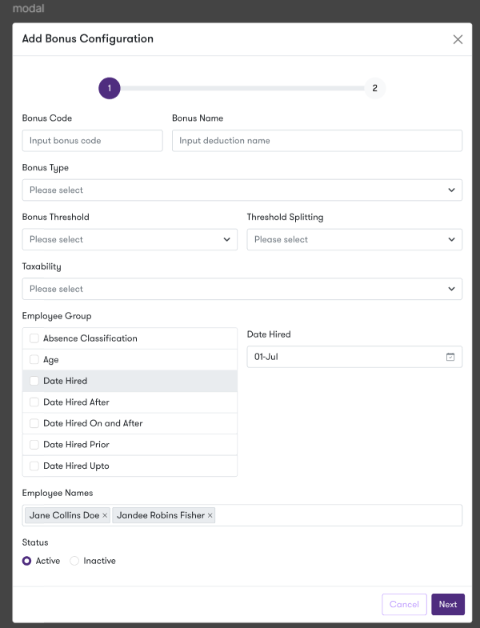 modal
Add Bonus Configuration
1 2
Bonus Code Bonus Name
Input bonus code Input deduction name
Bonus Type
Please select
Bonus Threshold Threshold Splitting
Please select Please select
Taxability
Please select
Employee Group
Absence Classification
Date Hired
Age
01-Jul
Date Hired
Date Hired After
Date Hired On and After
Date Hired Prior
Date Hired Upto
Employee Names
Jane Collins Doe × Jandee Robins Fisher ×
Status
Active Inactive
Cancel Next